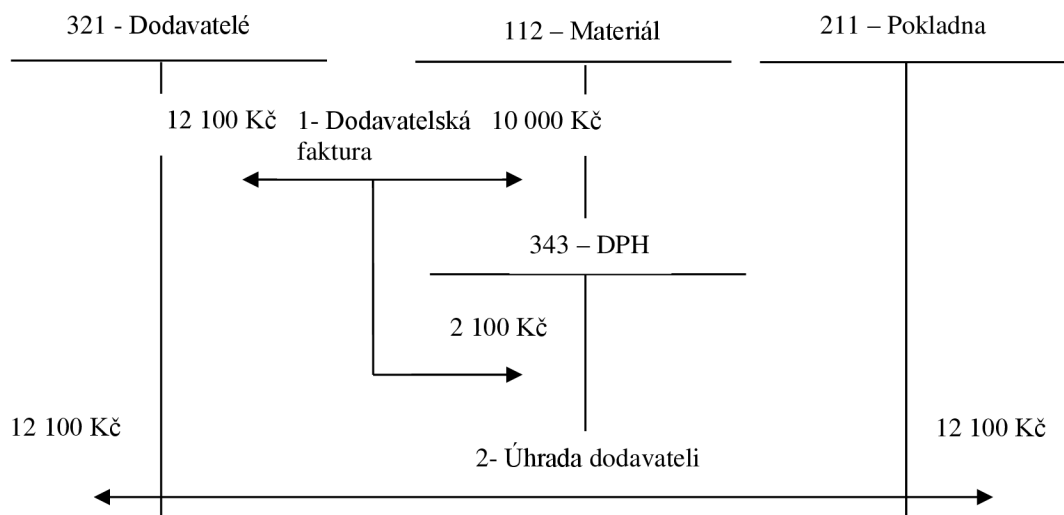 321 - Dodavatelé
112 – Materiál
211 – Pokladna
12 100 Kč
1- Dodavatelská
faktura
10 000 Kč
343 – DPH
2 100 Kč
12 100 Kč
12 100 Kč
2- Úhrada dodavateli